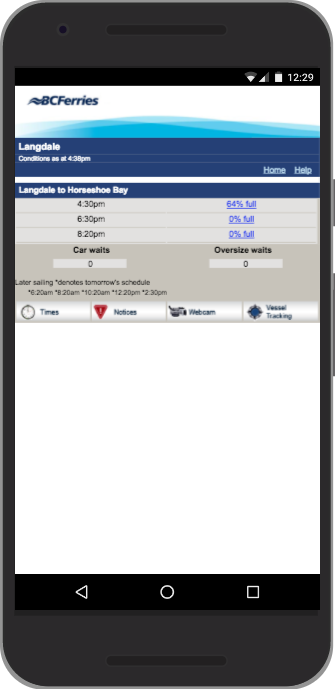 12:29
BCFerries
Langdale
Conditions as at 4:38pm
Home Help
Langdale to Horseshoe Bay
4:30pm 64% full
6:30pm 0% full
8:20pm 0% full
Car waits Oversize waits
0 0
Later sailing *denotes tomorrow's schedule
*6:20am *8:20am *10:20am *12:20pm *2:30pm
Times Notices Webcam Vessel Tracking